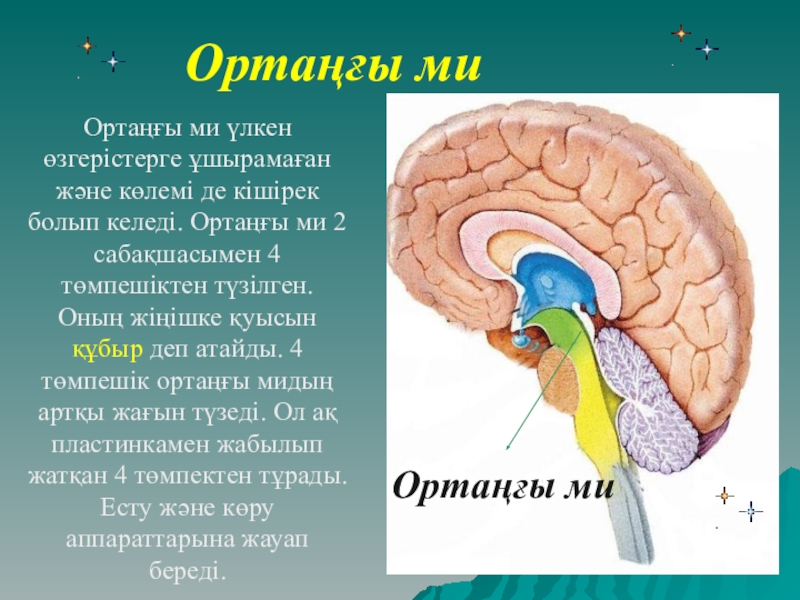 Ортаңғы ми
Ортаңғы ми үлкен
өзгерістерге ұшырамаған
және көлемі де кішірек
болып келеді. Ортаңғы ми 2
сабақшасымен 4
төмпешіктен түзілген.
Оның жіңішке қуысын
құбыр деп атайды. 4
төмпешік ортаңғы мидың
артқы жағын түзеді. Ол ақ
пластинкамен жабылып
жатқан 4 төмпектен тұрады.
Есту және көру
аппараттарына жауап
береді.
Ортаңғы ми